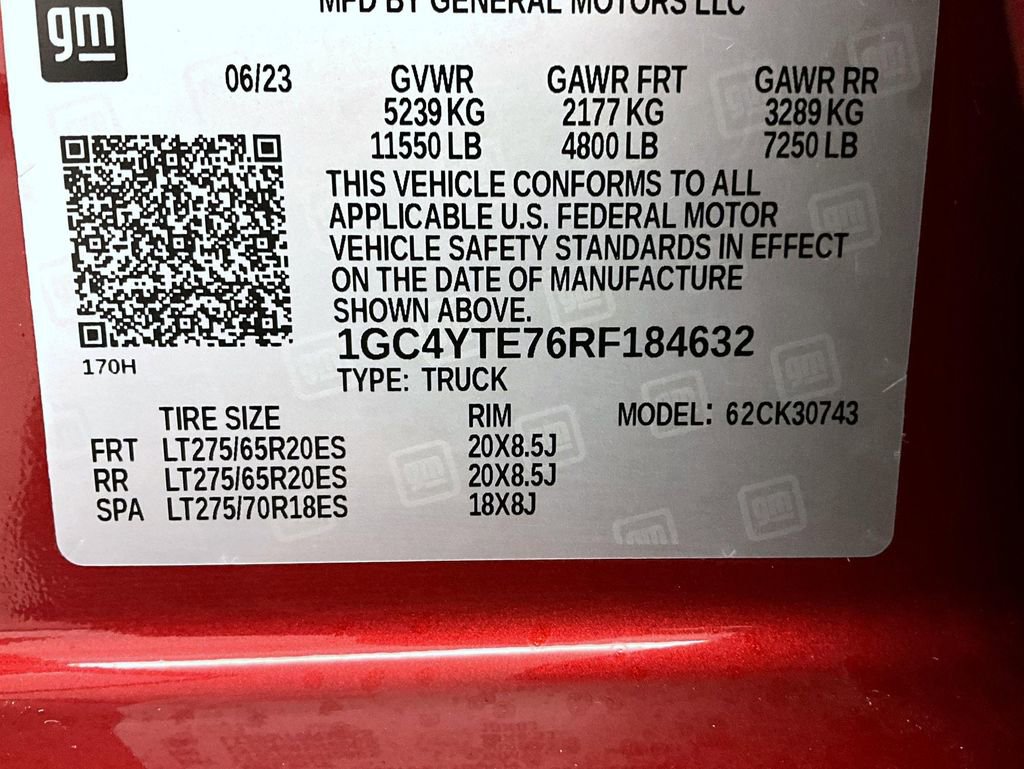 gm
MFD BY GENERAL MOTORS LLC
06/23 GVWR GAWR FRT GAWR RR
5239 KG 2177 KG 3289 KG
11550 LB 4800 LB 7250 LB
THIS VEHICLE CONFORMS TO ALL
APPLICABLE U.S. FEDERAL MOTOR
VEHICLE SAFETY STANDARDS IN EFFECT
ON THE DATE OF MANUFACTURE
SHOWN ABOVE.
1GC4YTE76RF184632
170H
TYPE: TRUCK
TIRE SIZE RIM MODEL: 62CK30743
FRT LT275/65R20ES 20X8.5J
RR LT275/65R20ES 20X8.5J
SPA LT275/70R18ES 18X8J